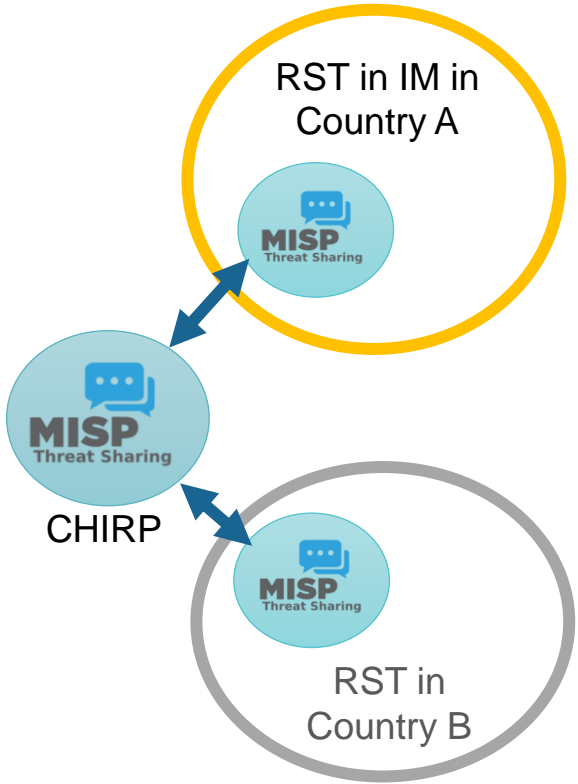 RST in IM in
Country A
MISP
Threat Sharing
MISP
Threat Sharing
CHIRP
MISP
Threat Sharing
RST in
Country B